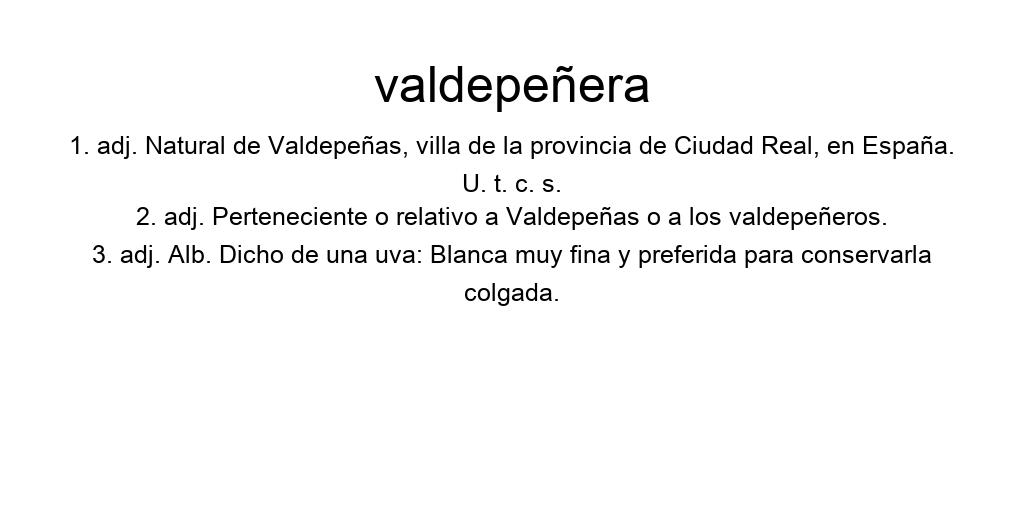 valdepeñera
1. adj. Natural de Valdepeñas, villa de la provincia de Ciudad Real, en España.
U. t. c. s.
2. adj. Perteneciente o relativo a Valdepeñas o a los valdepeñeros.
3. adj. Alb. Dicho de una uva: Blanca muy fina y preferida para conservarla
colgada.